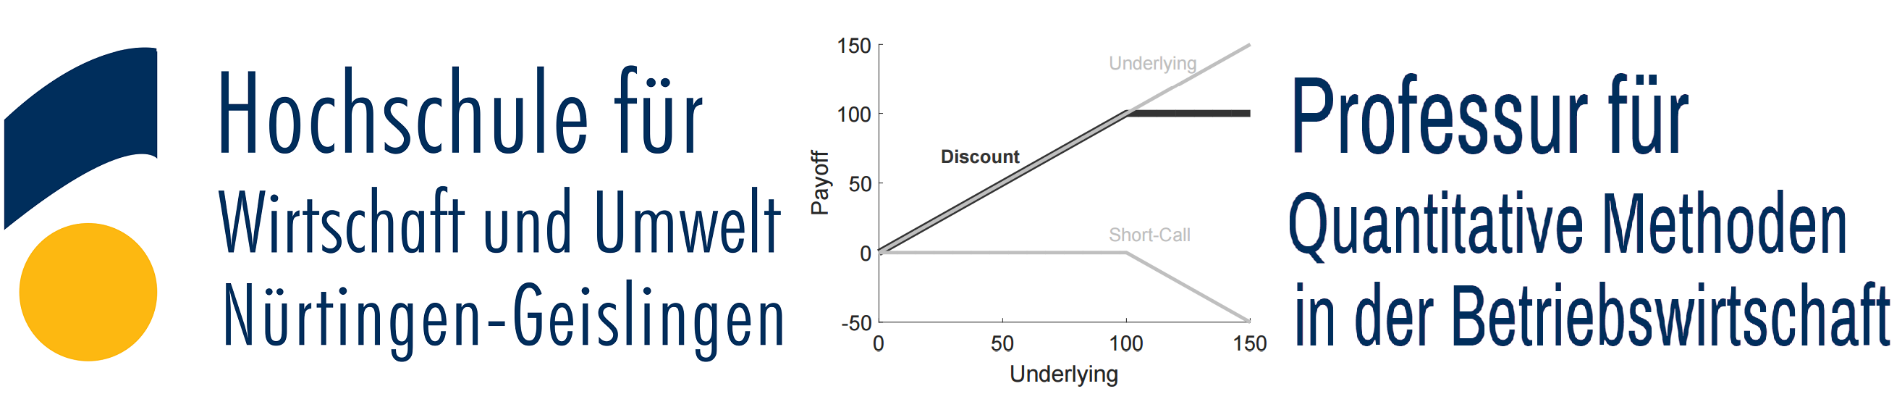 Hochschule für
Wirtschaft und Umwelt
Nürtingen-Geislingen
150
100
50
0
-50
Payoff
Underlying
Discount
Short-Call
0
50
100
150
Underlying
Professur für
Quantitative Methoden
in der Betriebswirtschaft